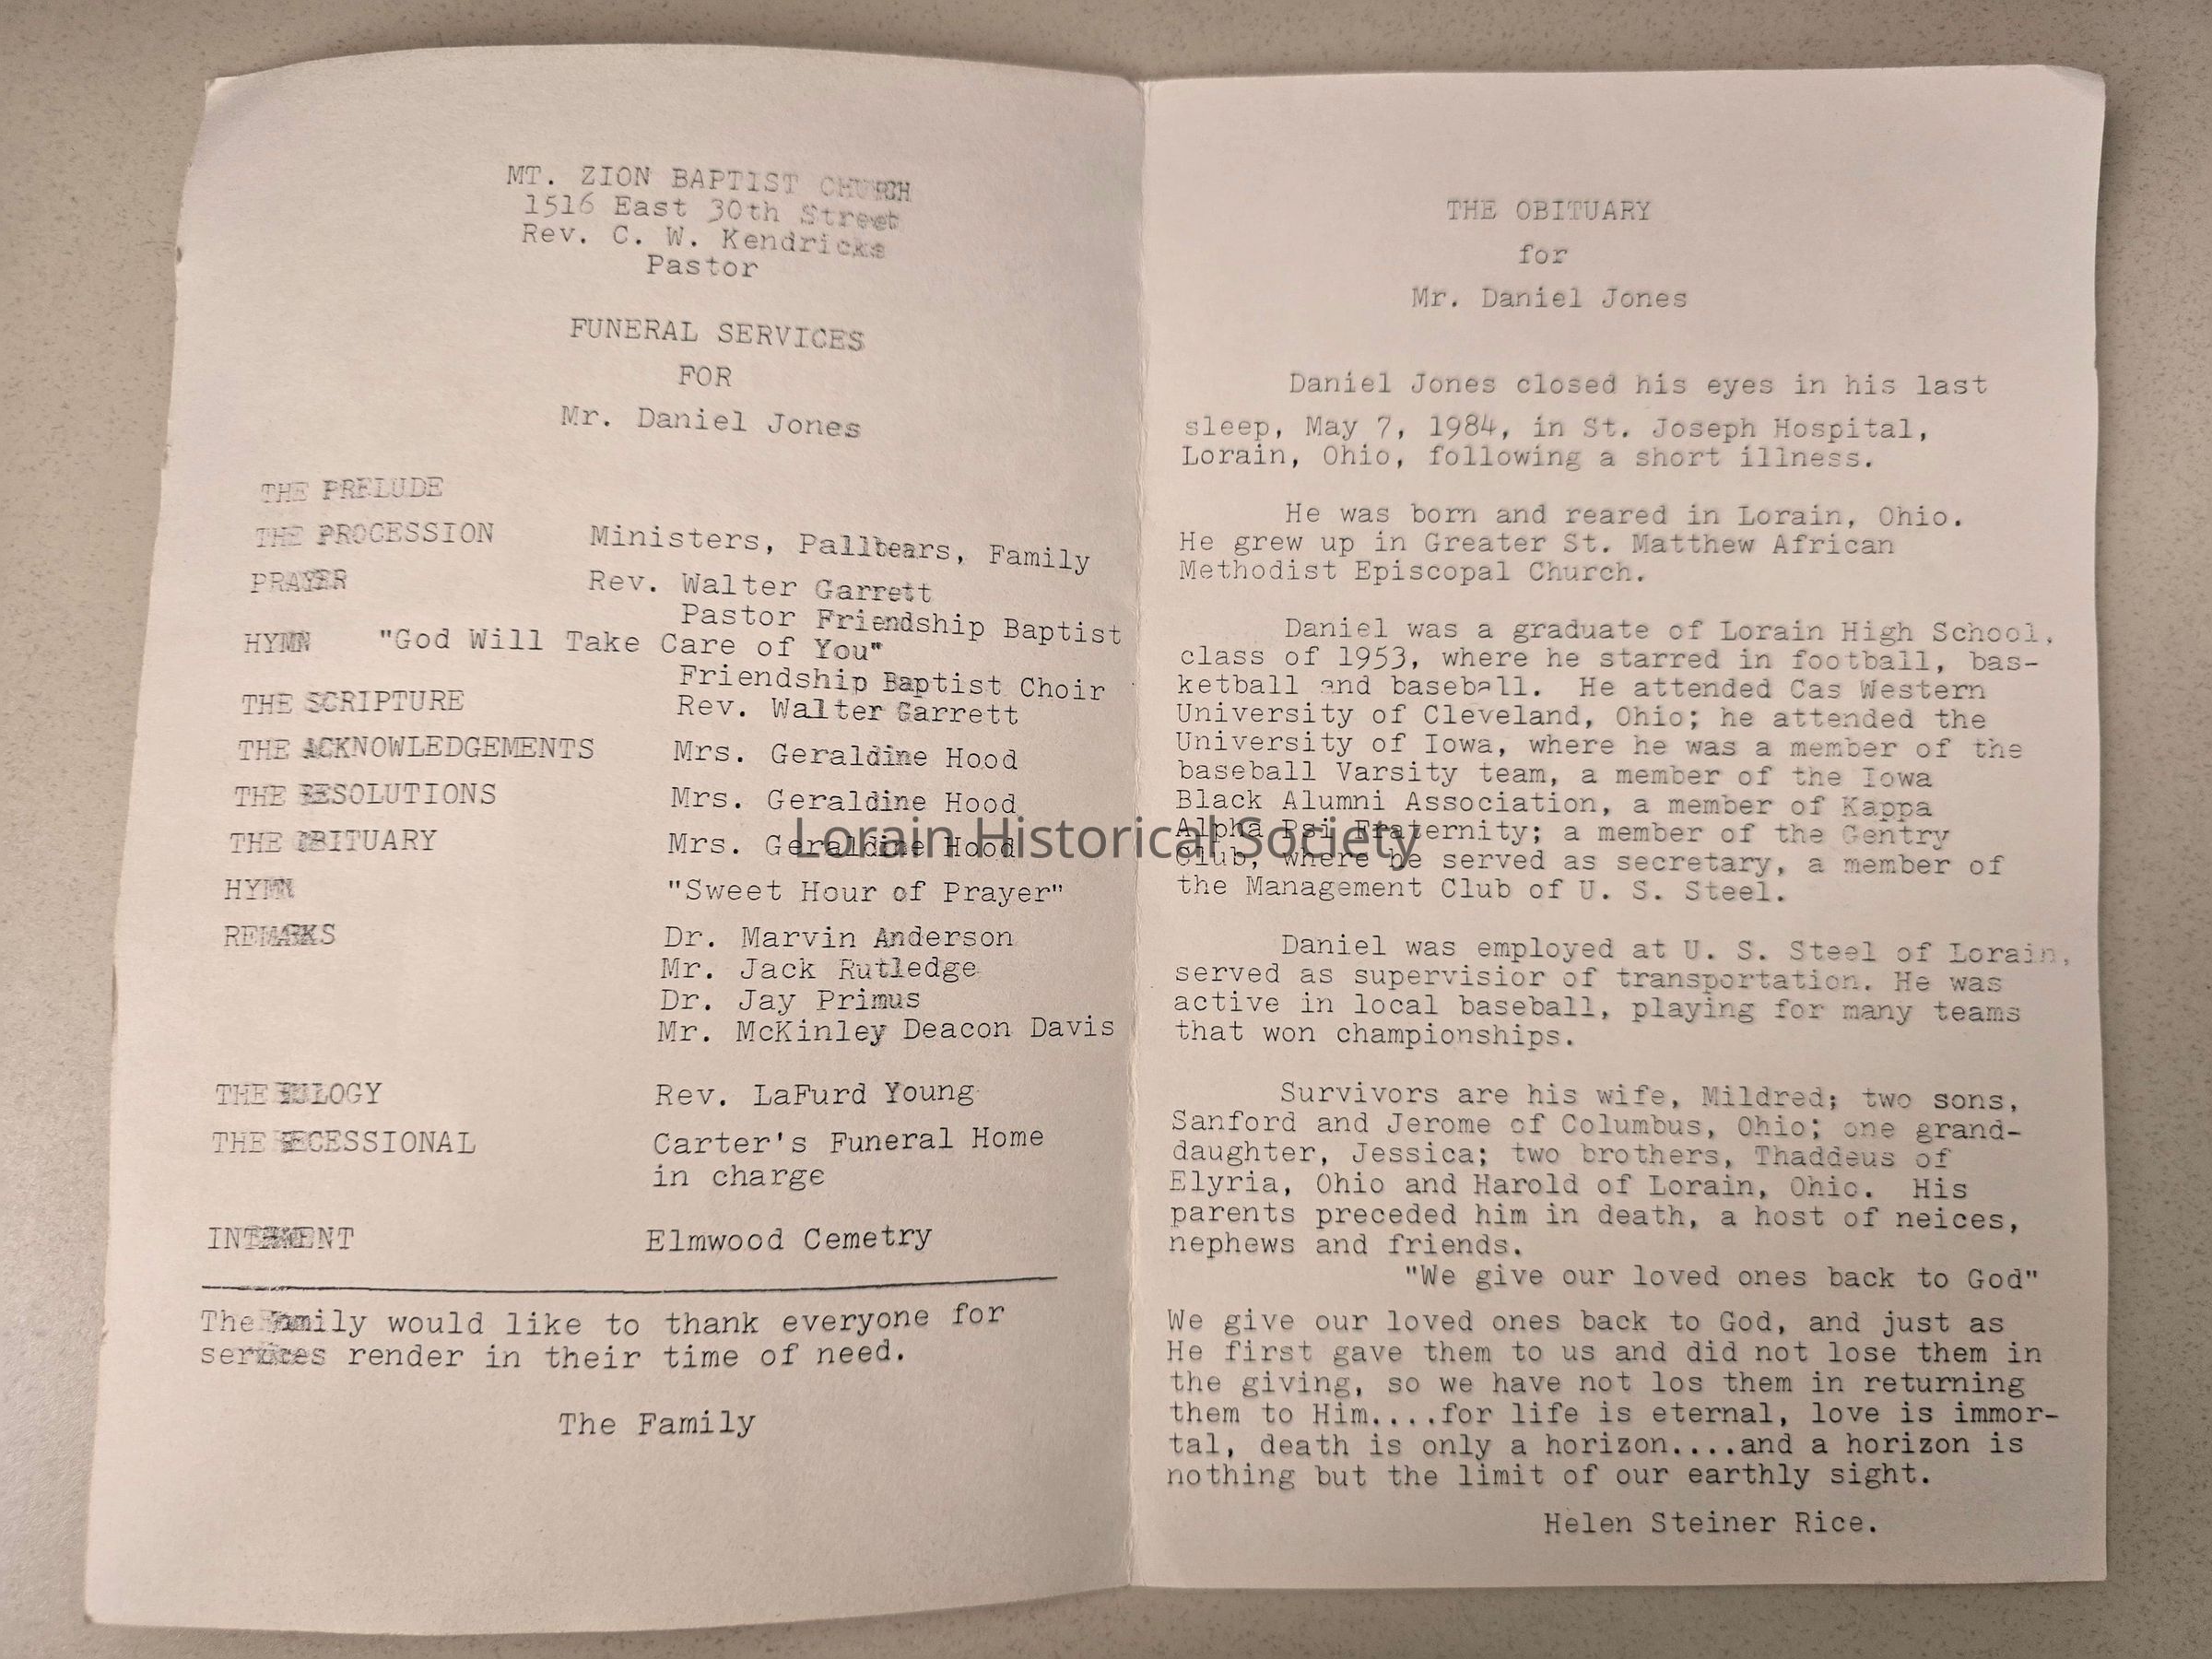 MT. ZION BAPTIST CHURCH
1516 East 30th Street
Rev. C. W. Kendricks
Pastor
FUNERAL SERVICES
FOR
Mr. Daniel Jones
THE PRELUDE
THE PROCESSION Ministers, Pallbears, Family
PRAYER Rev. Walter Garrett
Pastor Friendship Baptist
HYMN "God Will Take Care of You"
Friendship Baptist Choir
THE SCRIPTURE Rev. Walter Garrett
THE ACKNOWLEDGEMENTS Mrs. Geraldine Hood
THE RESOLUTIONS Mrs. Geraldine Hood
THE OBITUARY Mrs. Geraldine Hood
HYMN "Sweet Hour of Prayer"
REMARKS Dr. Marvin Anderson
Mr. Jack Rutledge
Dr. Jay Primus
Mr. McKinley Deacon Davis
THE EULOGY Rev. LaFurd Young
THE RECESSIONAL Carter's Funeral Home
in charge
INTERMENT Elmwood Cemetry
The Family would like to thank everyone for
services render in their time of need.
The Family
THE OBITUARY
for
Mr. Daniel Jones
Daniel Jones closed his eyes in his last
sleep, May 7, 1984, in St. Joseph Hospital,
Lorain, Ohio, following a short illness.
He was born and reared in Lorain, Ohio.
He grew up in Greater St. Matthew African
Methodist Episcopal Church.
Daniel was a graduate of Lorain High School,
class of 1953, where he starred in football, bas-
ketball and baseball. He attended Cas Western
University of Cleveland, Ohio; he attended the
University of Iowa, where he was a member of the
baseball Varsity team, a member of the Iowa
Black Alumni Association, a member of Kappa
Alpha Psi Fraternity; a member of the Gentry
Club, where he served as secretary, a member of
the Management Club of U. S. Steel.
Daniel was employed at U. S. Steel of Lorain,
served as supervisior of transportation. He was
active in local baseball, playing for many teams
that won championships.
Survivors are his wife, Mildred; two sons,
Sanford and Jerome of Columbus, Ohio; one grand-
daughter, Jessica; two brothers, Thaddeus of
Elyria, Ohio and Harold of Lorain, Ohio. His
parents preceded him in death, a host of neices,
nephews and friends.
"We give our loved ones back to God"
We give our loved ones back to God, and just as
He first gave them to us and did not lose them in
the giving, so we have not los them in returning
them to Him....for life is eternal, love is immor-
tal, death is only a horizon....and a horizon is
nothing but the limit of our earthly sight.
Helen Steiner Rice.
Lorain Historical Society